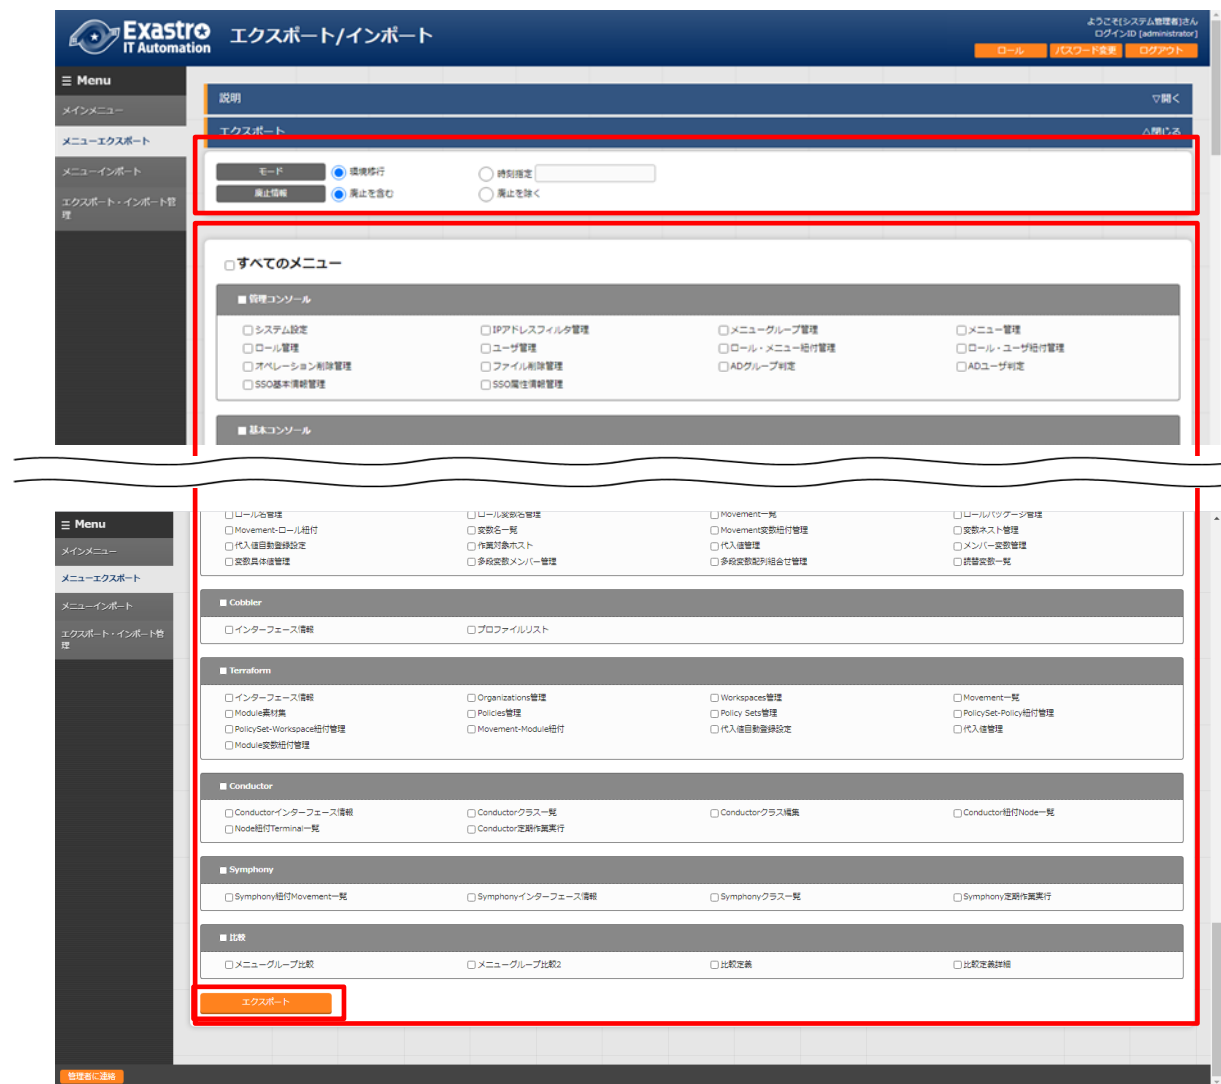 Exastro
IT Automation
エクスポート/インポート
ようこそ[システム管理者]さん
ログインID [administrator]
ロール パスワード変更 ログアウト
☰ Menu
メインメニュー
メニューエクスポート
メニューインポート
エクスポート・インポート管理
説明 ▽開く
エクスポート △閉じる
モード 環境移行 時刻指定
廃止情報 廃止を含む 廃止を除く
すべてのメニュー
■ 管理コンソール
システム設定 IPアドレスフィルタ管理 メニューグループ管理 メニュー管理
ロール管理 ユーザ管理 ロール・メニュー紐付管理 ロール・ユーザ紐付管理
オペレーション削除管理 ファイル削除管理 ADグループ判定 ADユーザ判定
SSO基本情報管理 SSO属性情報管理
■ 基本コンソール
☰ Menu
メインメニュー
メニューエクスポート
メニューインポート
エクスポート・インポート管理
ロール名管理 ロール変数名管理 Movement一覧 ロールパッケージ管理
Movement-ロール紐付 変数名一覧 Movement変数紐付管理 変数ネスト管理
代入値自動登録設定 作業対象ホスト 代入値管理 メンバー変数管理
変数具体値管理 多段変数メンバー管理 多段変数配列組合せ管理 読替変数一覧
■ Cobbler
インターフェース情報 プロファイルリスト
■ Terraform
インターフェース情報 Organizations管理 Workspaces管理 Movement一覧
Module素材集 Policies管理 Policy Sets管理 PolicySet-Policy紐付管理
PolicySet-Workspace紐付管理 Movement-Module紐付 代入値自動登録設定 代入値管理
Module変数紐付管理
■ Conductor
Conductorインターフェース情報 Conductorクラス一覧 Conductorクラス編集 Conductor紐付Node一覧
Node紐付Terminal一覧 Conductor定期作業実行
■ Symphony
Symphony紐付Movement一覧 Symphonyインターフェース情報 Symphonyクラス一覧 Symphony定期作業実行
■ 比較
メニューグループ比較 メニューグループ比較2 比較定義 比較定義詳細
エクスポート
管理者に連絡